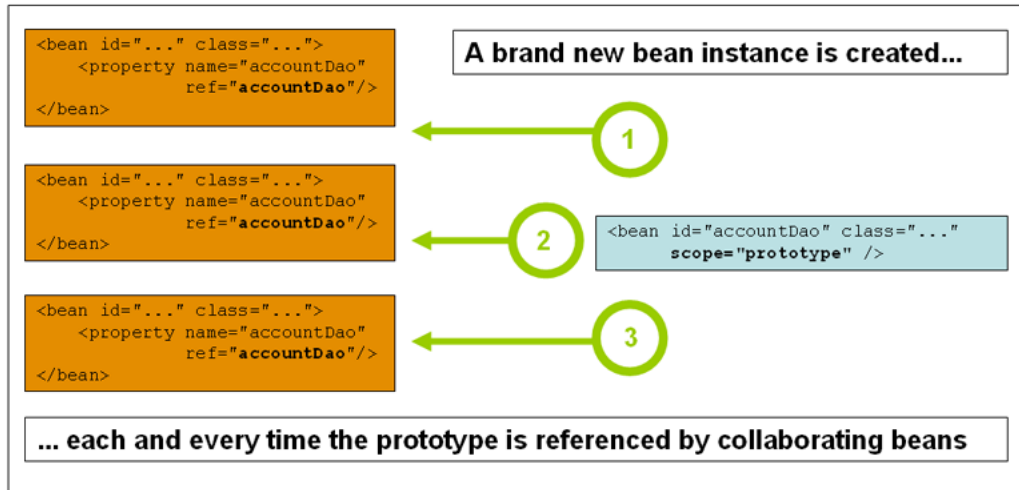 <bean id="..." class="...">
<property name="accountDao"
ref="accountDao"/>
</bean>
A brand new bean instance is created...
1
<bean id="..." class="...">
<property name="accountDao
ref="accountDao"/>
</bean>
2
<bean id="accountDao" class="..."
scope="prototype" />
<bean id="..." class="...">
<property name="accountDao"
ref="accountDao"/>
</bean>
3
... each and every time the prototype is referenced by collaborating beans